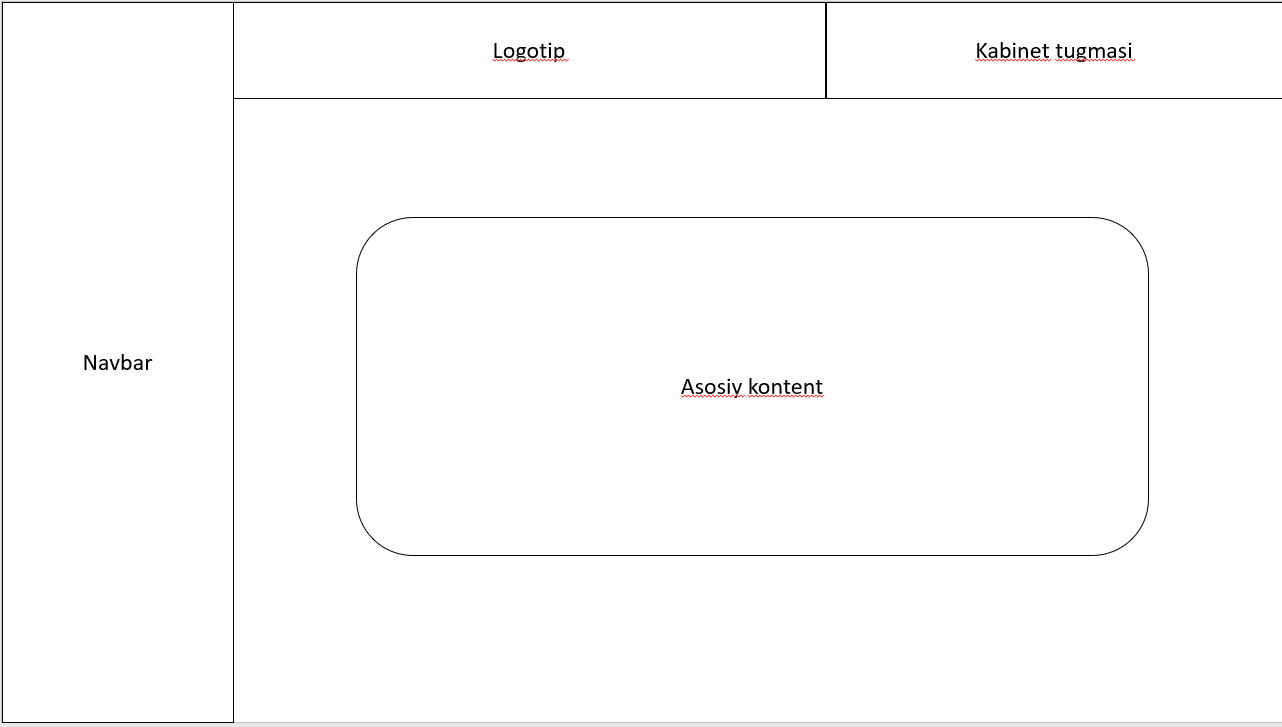 Logotip
Kabinet tugmasi
Navbar
Asosiy kontent